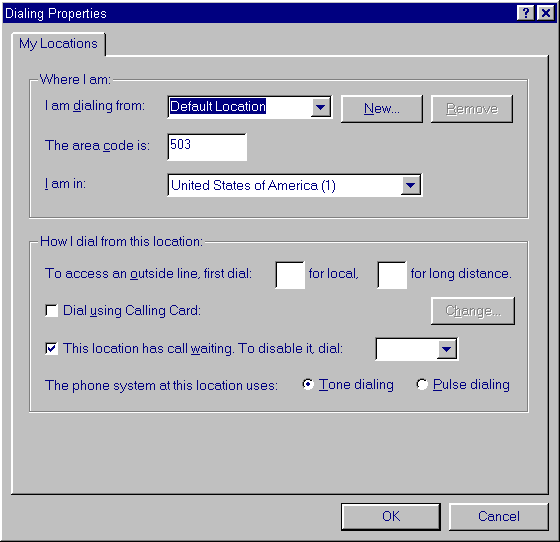 Dialing Properties
My Locations
Where I am:
I am dialing from: Default Location New... Remove
The area code is: 503
I am in: United States of America (1)
How I dial from this location:
To access an outside line, first dial: for local, for long distance.
Dial using Calling Card: Change...
This location has call waiting. To disable it, dial:
The phone system at this location uses: Tone dialing Pulse dialing
OK Cancel